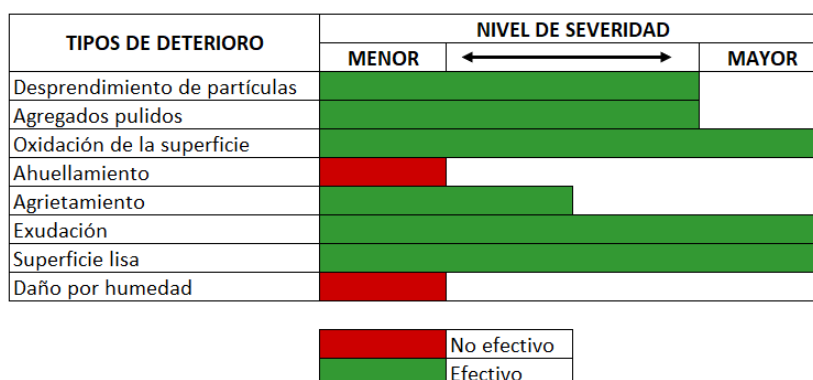 TIPOS DE DETERIORO
NIVEL DE SEVERIDAD
MENOR
MAYOR
Desprendimiento de partículas
Agregados pulidos
Oxidación de la superficie
Ahuellamiento
Agrietamiento
Exudación
Superficie lisa
Daño por humedad
No efectivo
Efectivo